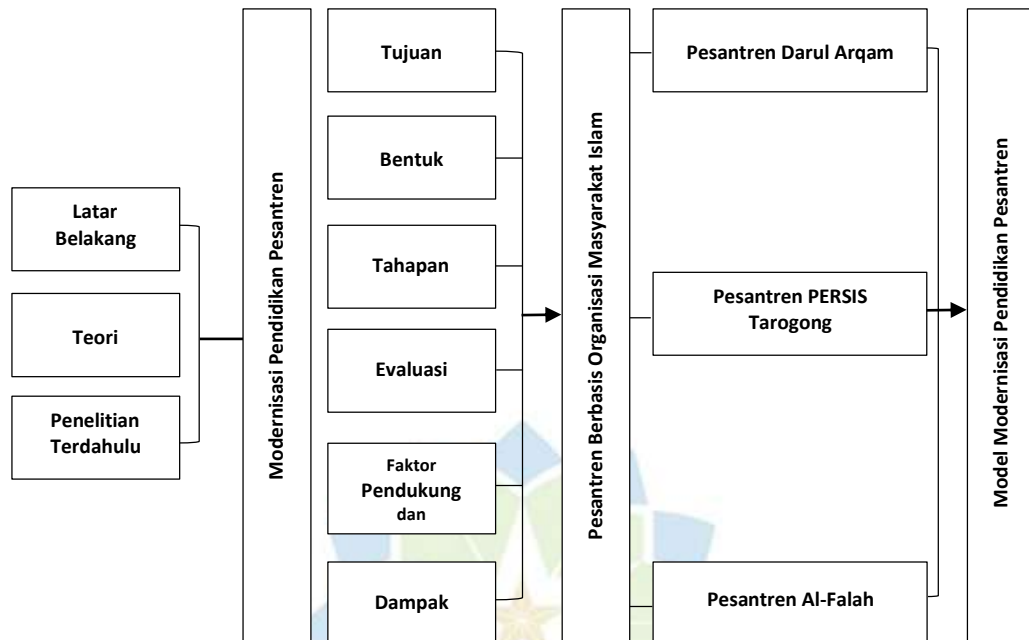 Latar
Belakang
Teori
Penelitian
Terdahulu
Modernisasi Pendidikan Pesantren
Tujuan
Bentuk
Tahapan
Evaluasi
Faktor
Pendukung
dan
Dampak
Pesantren Berbasis Organisasi Masyarakat Islam
Pesantren Darul Arqam
Pesantren PERSIS
Tarogong
Pesantren Al-Falah
Model Modernisasi Pendidikan Pesantren